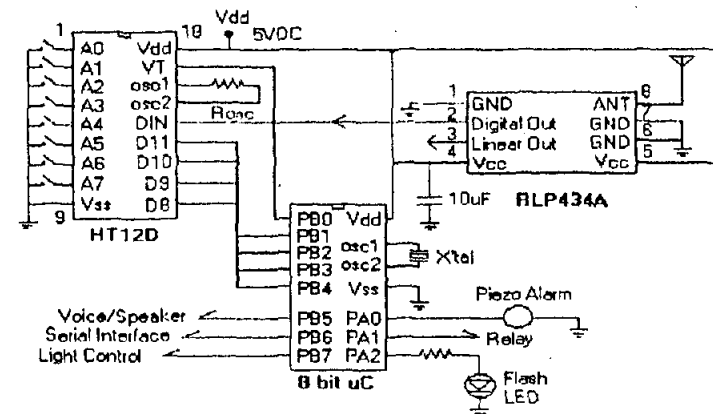 Vdd
1 18 5VDC
A0 Vdd
A1 VT
A2 osc1
A3 osc2 Rosc
A4 DIN
A5 D11
A6 D10
A7 D9
Vss D8
9
HT12D
1 GND ANT 8
2 Digital Out GND 7
3 Linear Out GND 6
4 Vcc Vcc 5
10uF RLP434A
PB0 Vdd
PB1
PB2 osc1
PB3 osc2 Xtal
PB4 Vss
PB5 PA0
PB6 PA1
PB7 PA2
8 bit uC
Voice/Speaker
Serial Interface
Light Control
Piezo Alarm
Relay
Flash
LED